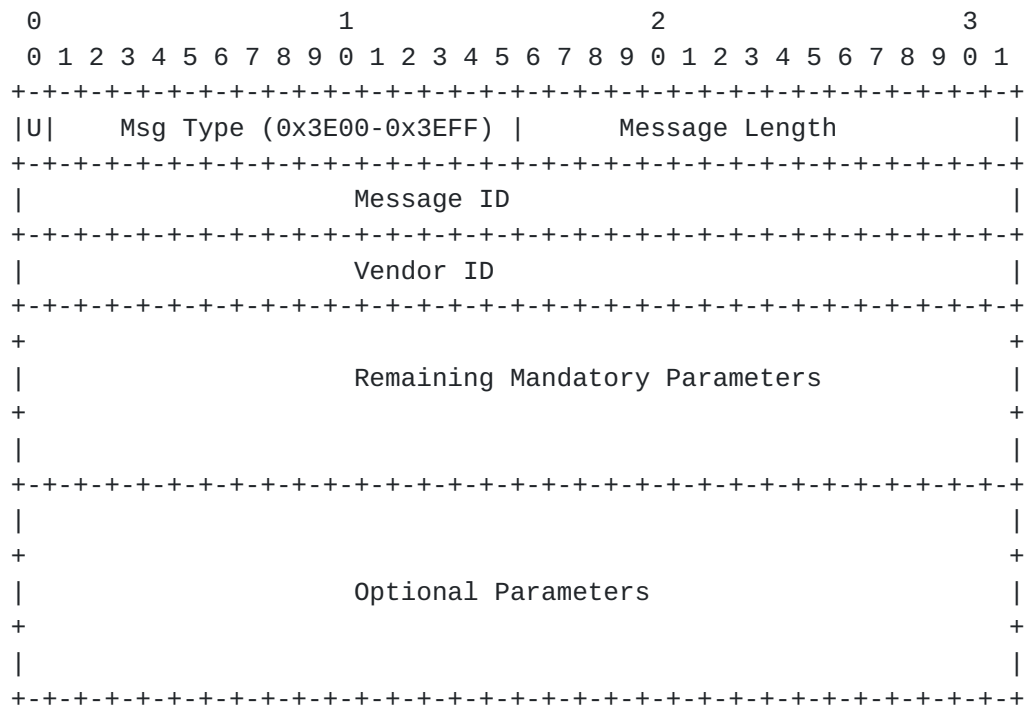 0                   1                   2                   3
 0 1 2 3 4 5 6 7 8 9 0 1 2 3 4 5 6 7 8 9 0 1 2 3 4 5 6 7 8 9 0 1
+-+-+-+-+-+-+-+-+-+-+-+-+-+-+-+-+-+-+-+-+-+-+-+-+-+-+-+-+-+-+-+-+
|U|    Msg Type (0x3E00-0x3EFF) |      Message Length           |
+-+-+-+-+-+-+-+-+-+-+-+-+-+-+-+-+-+-+-+-+-+-+-+-+-+-+-+-+-+-+-+-+
|                     Message ID                                |
+-+-+-+-+-+-+-+-+-+-+-+-+-+-+-+-+-+-+-+-+-+-+-+-+-+-+-+-+-+-+-+-+
|                     Vendor ID                                 |
+-+-+-+-+-+-+-+-+-+-+-+-+-+-+-+-+-+-+-+-+-+-+-+-+-+-+-+-+-+-+-+-+
+                                                               +
|                     Remaining Mandatory Parameters            |
+                                                               +
|                                                               |
+-+-+-+-+-+-+-+-+-+-+-+-+-+-+-+-+-+-+-+-+-+-+-+-+-+-+-+-+-+-+-+-+
|                                                               |
+                                                               +
|                     Optional Parameters                       |
+                                                               +
|                                                               |
+-+-+-+-+-+-+-+-+-+-+-+-+-+-+-+-+-+-+-+-+-+-+-+-+-+-+-+-+-+-+-+-+